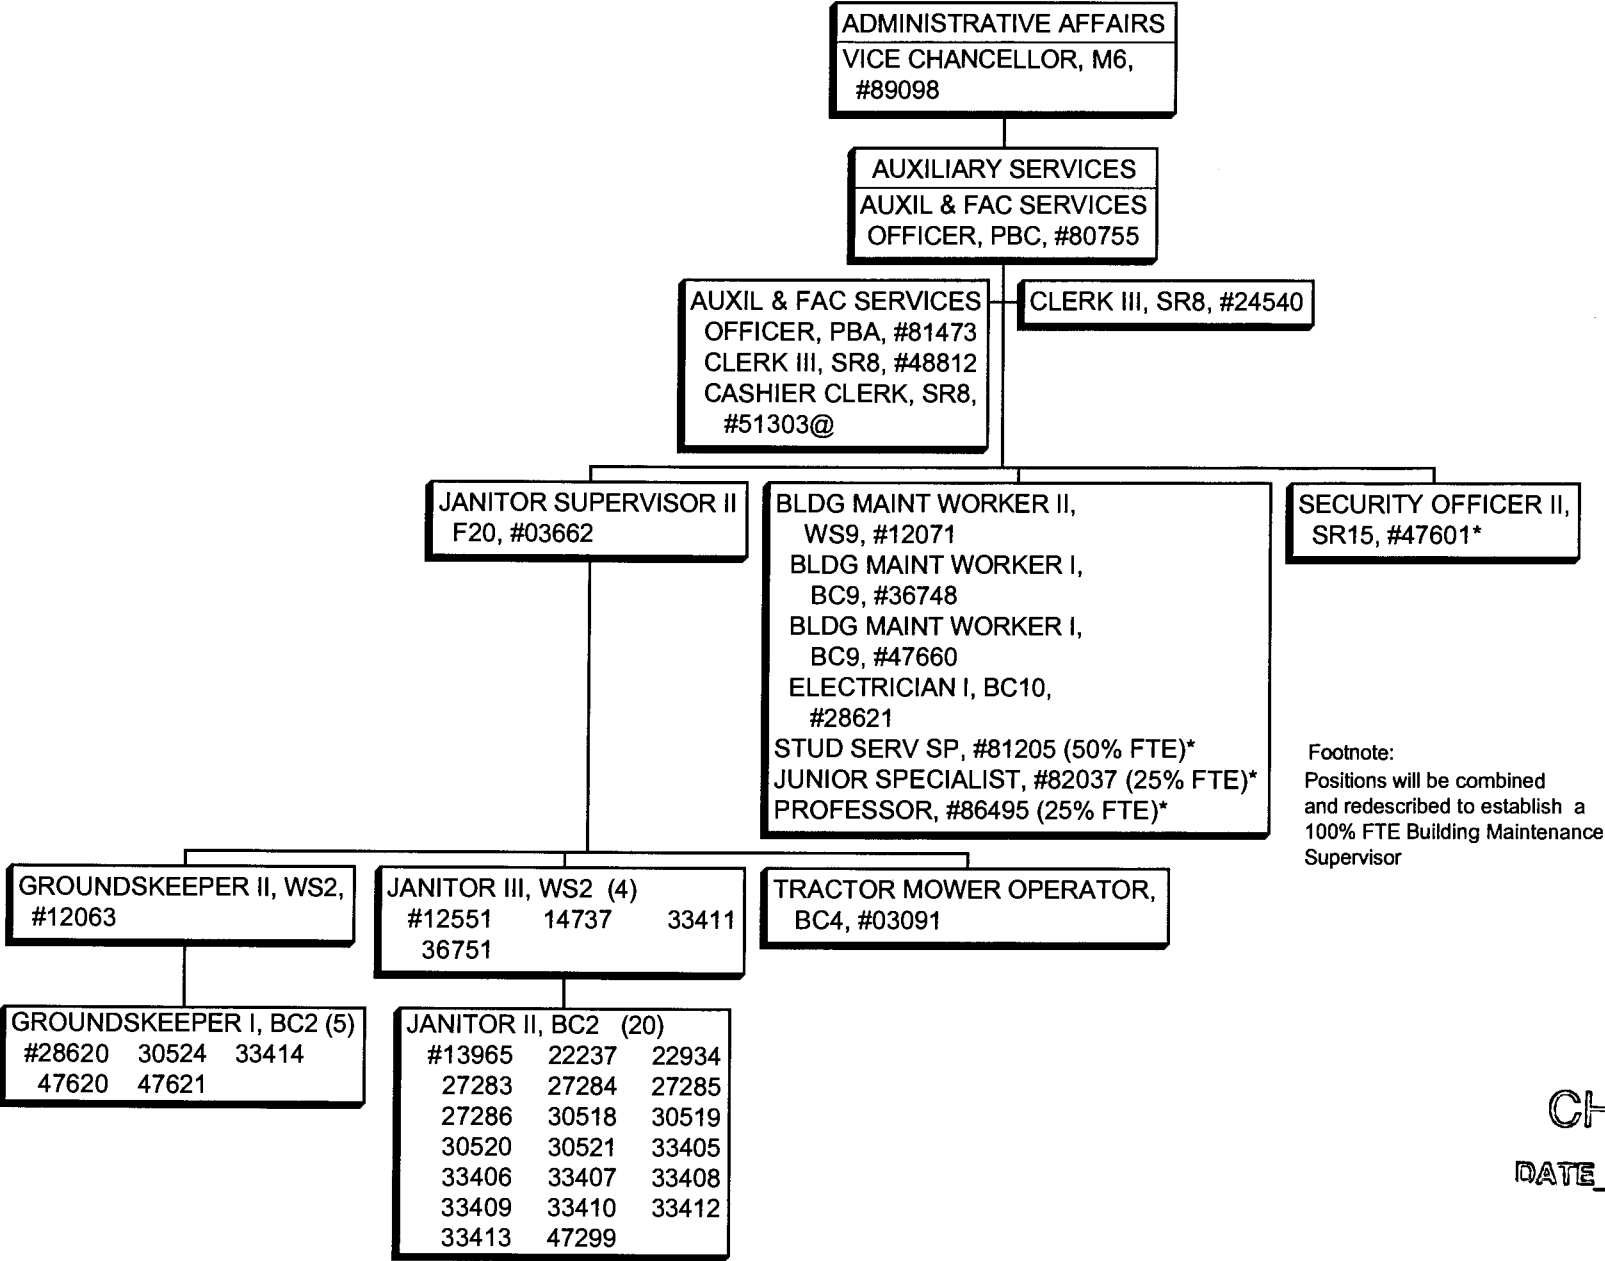 ADMINISTRATIVE AFFAIRS
VICE CHANCELLOR, M6,
#89098
AUXILIARY SERVICES
AUXIL & FAC SERVICES
OFFICER, PBC, #80755
AUXIL & FAC SERVICES
OFFICER, PBA, #81473
CLERK III, SR8, #48812
CASHIER CLERK, SR8,
#51303@
CLERK III, SR8, #24540
JANITOR SUPERVISOR II
F20, #03662
BLDG MAINT WORKER II,
WS9, #12071
BLDG MAINT WORKER I,
BC9, #36748
BLDG MAINT WORKER I,
BC9, #47660
ELECTRICIAN I, BC10,
#28621
STUD SERV SP, #81205 (50% FTE)*
JUNIOR SPECIALIST, #82037 (25% FTE)*
PROFESSOR, #86495 (25% FTE)*
SECURITY OFFICER II,
SR15, #47601*
Footnote:
Positions will be combined
and redescribed to establish a
100% FTE Building Maintenance
Supervisor
GROUNDSKEEPER II, WS2,
#12063
JANITOR III, WS2 (4)
#12551 14737 33411
36751
TRACTOR MOWER OPERATOR,
BC4, #03091
GROUNDSKEEPER I, BC2 (5)
#28620 30524 33414
47620 47621
JANITOR II, BC2 (20)
#13965 22237 22934
27283 27284 27285
27286 30518 30519
30520 30521 33405
33406 33407 33408
33409 33410 33412
33413 47299
CH
DATE_